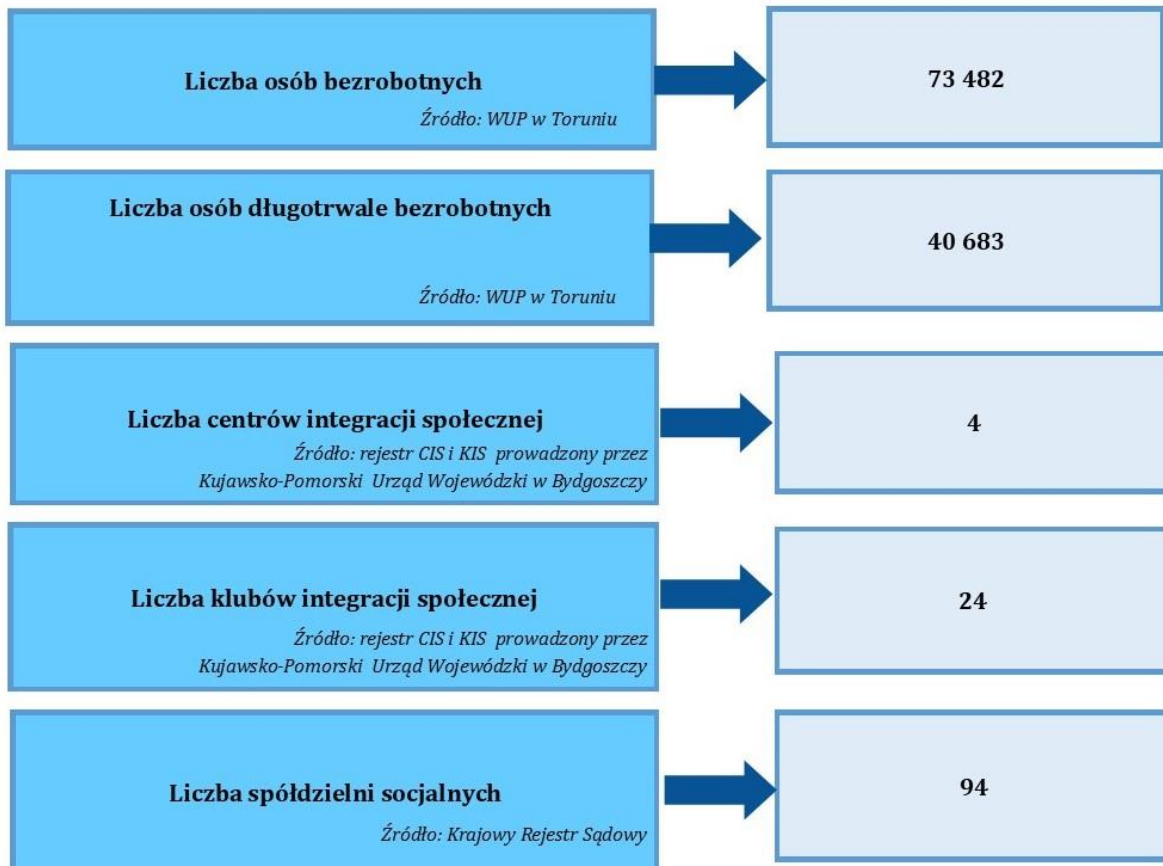 Liczba osób bezrobotnych
Źródło: WUP w Toruniu
73 482
Liczba osób długotrwale bezrobotnych
Źródło: WUP w Toruniu
40 683
Liczba centrów integracji społecznej
Źródło: rejestr CIS i KIS prowadzony przez
Kujawsko-Pomorski Urząd Wojewódzki w Bydgoszczy
4
Liczba klubów integracji społecznej
Źródło: rejestr CIS i KIS prowadzony przez
Kujawsko-Pomorski Urząd Wojewódzki w Bydgoszczy
24
Liczba spółdzielni socjalnych
Źródło: Krajowy Rejestr Sądowy
94